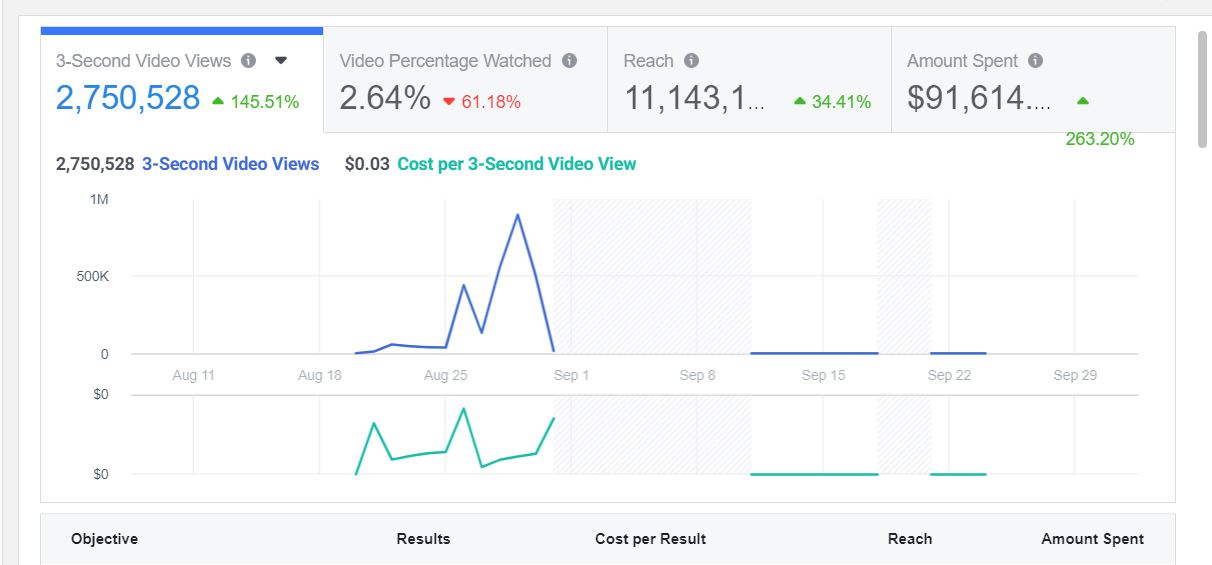 3-Second Video Views
2,750,528 145.51%
Video Percentage Watched
2.64% 61.18%
Reach
11,143,1... 34.41%
Amount Spent
$91,614....
263.20%
2,750,528 3-Second Video Views $0.03 Cost per 3-Second Video View
1M
500K
0
Aug 11 Aug 18 Aug 25 Sep 1 Sep 8 Sep 15 Sep 22 Sep 29
$0
$0
Objective Results Cost per Result Reach Amount Spent